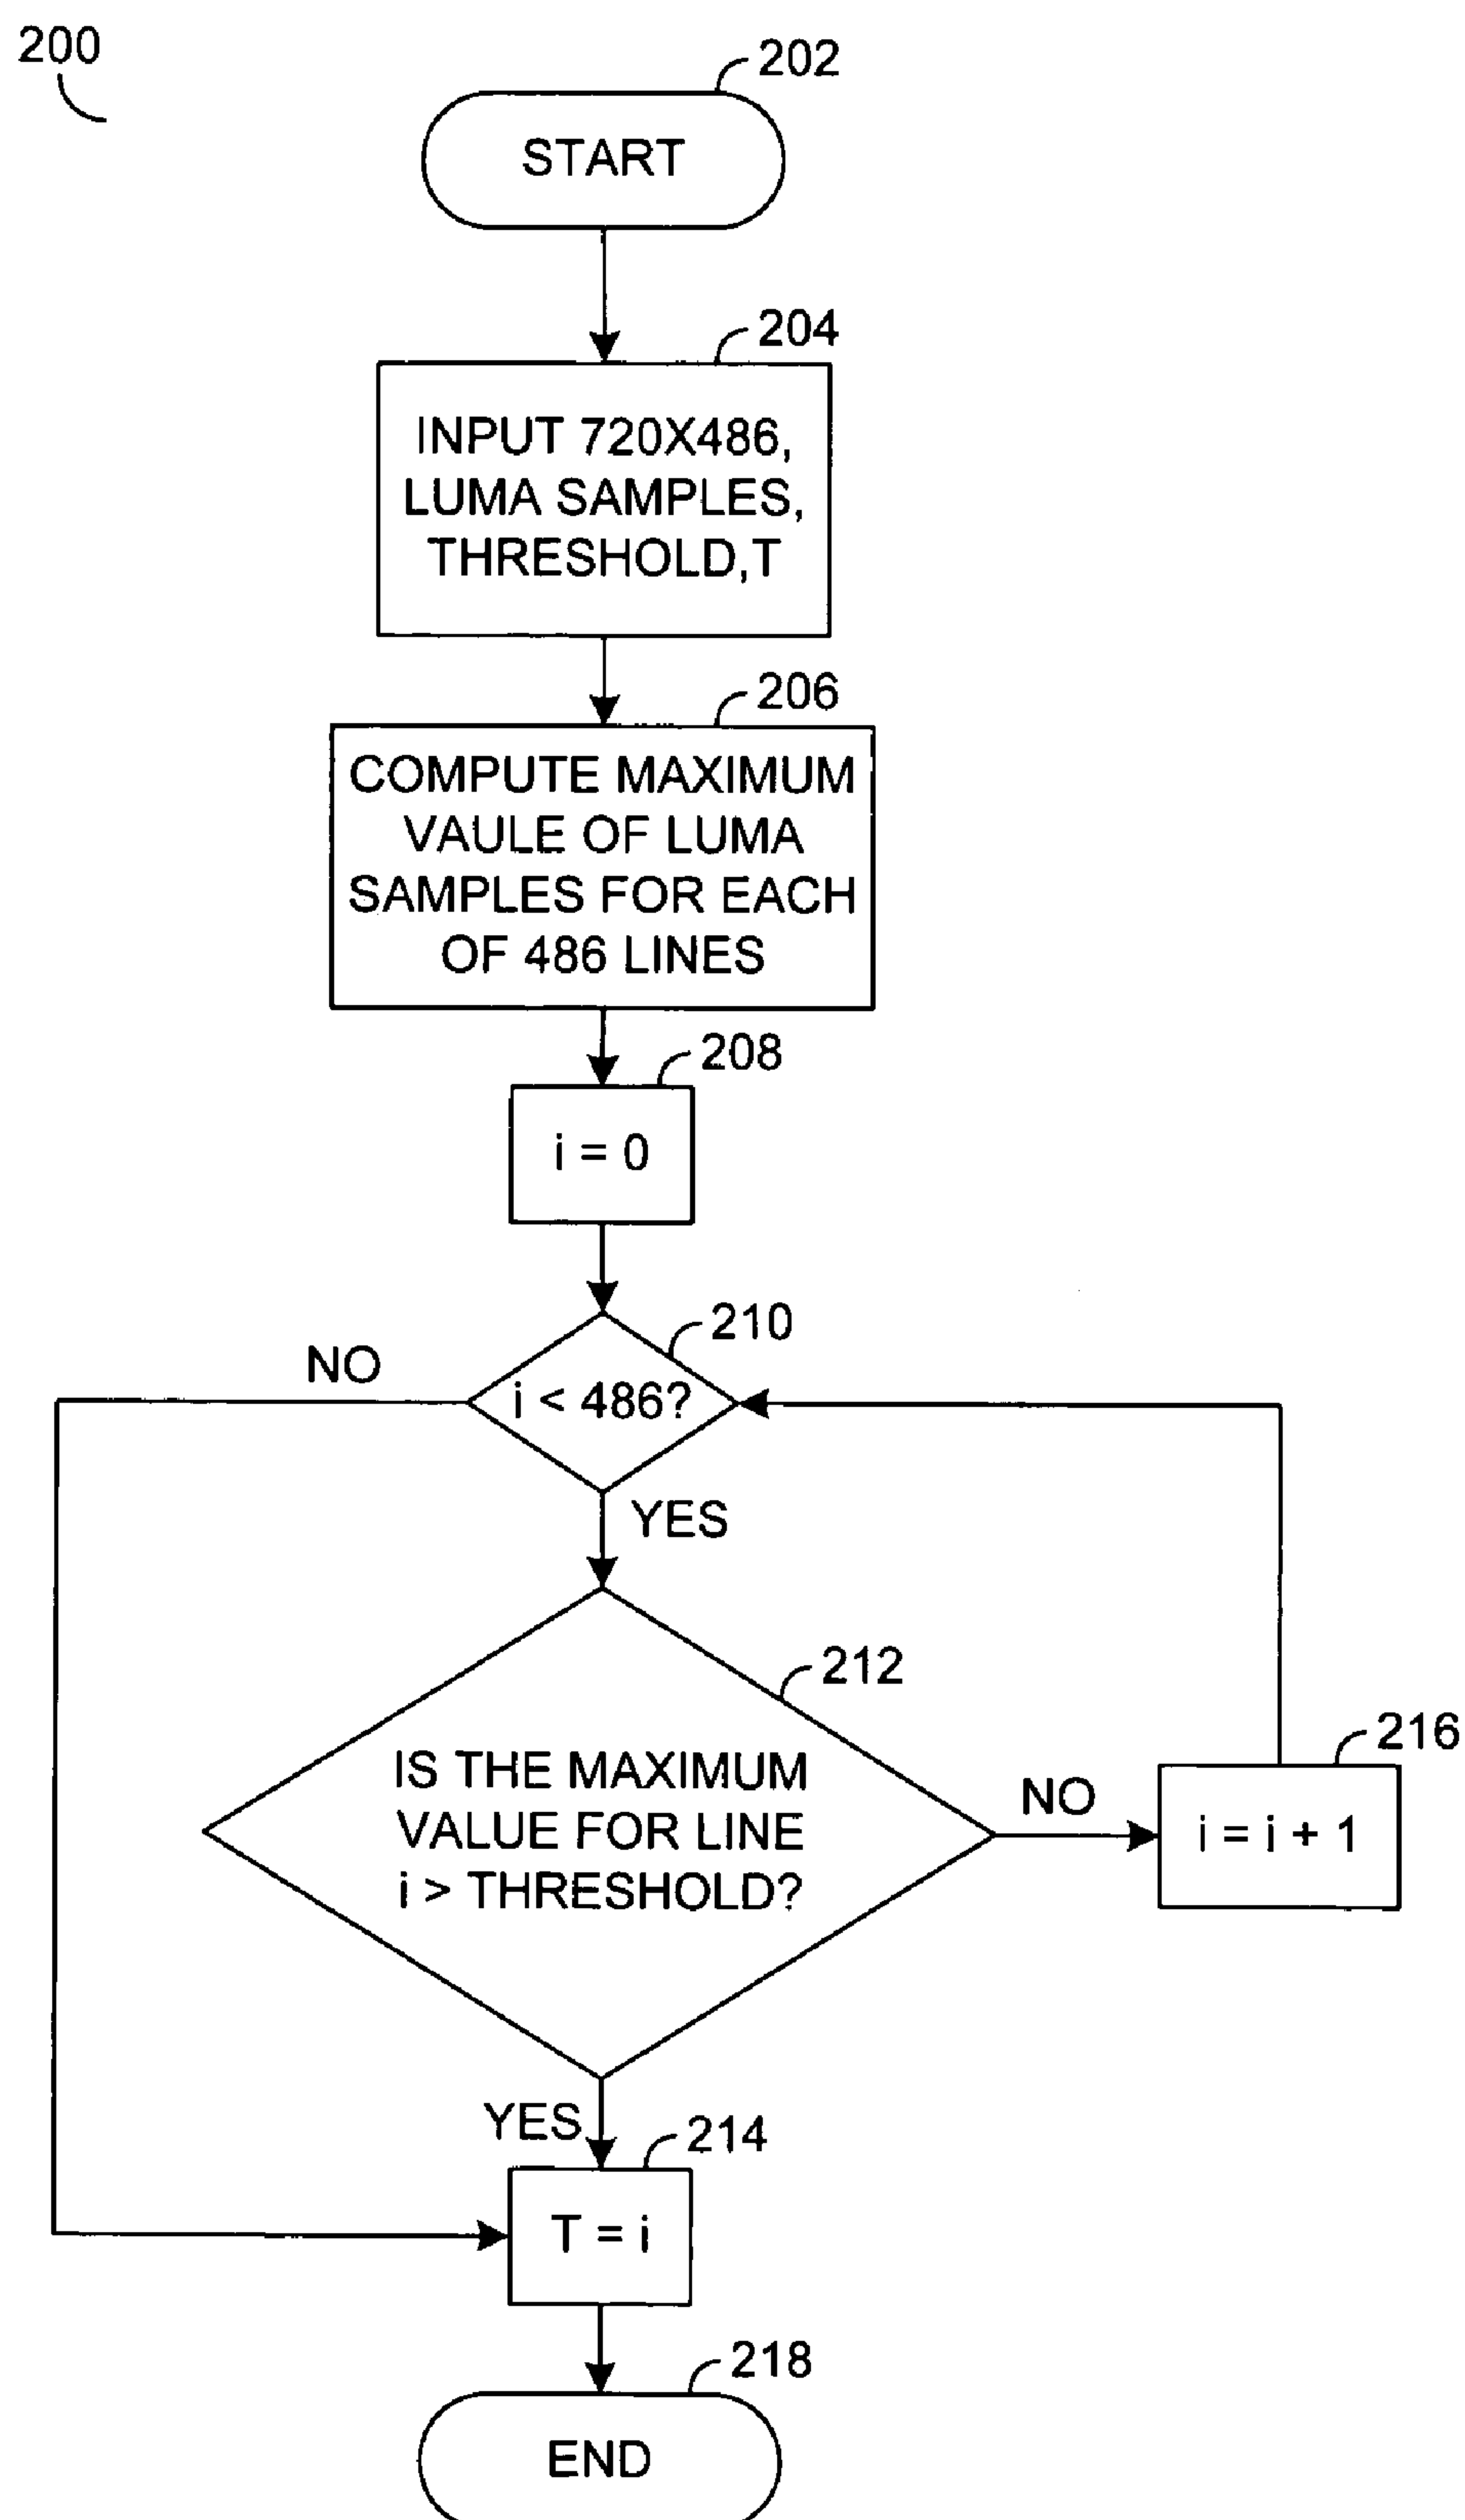 200
202
START
204
INPUT 720X486,
LUMA SAMPLES,
THRESHOLD,T
206
COMPUTE MAXIMUM
VAULE OF LUMA
SAMPLES FOR EACH
OF 486 LINES
208
i = 0
210
NO
i < 486?
YES
212
IS THE MAXIMUM
VALUE FOR LINE
i > THRESHOLD?
NO
216
i = i + 1
YES
214
T = i
218
END